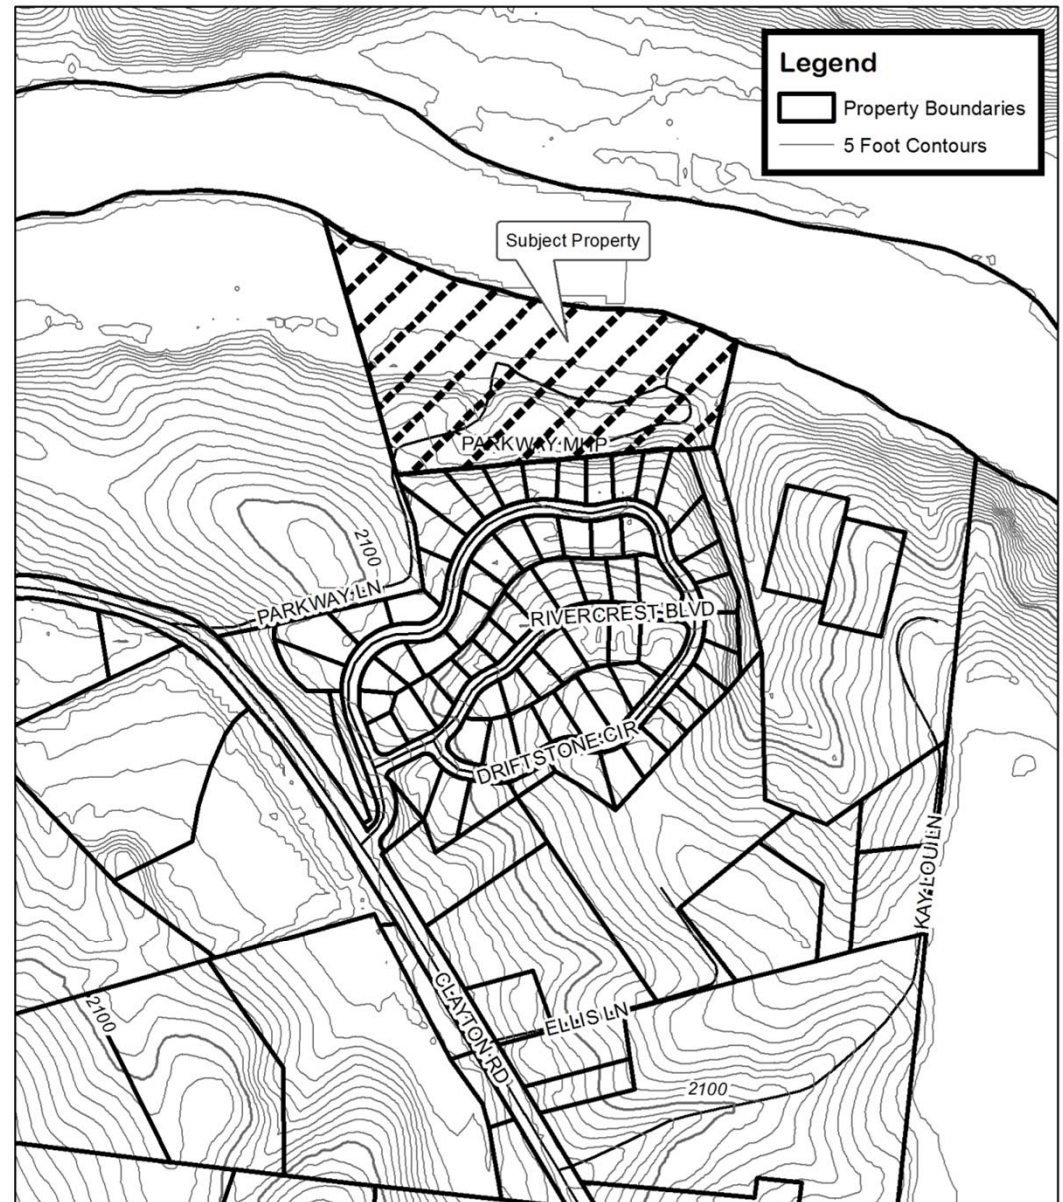 Legend
Property Boundaries
5 Foot Contours
Subject Property
PARKWAY MHP
2100
PARKWAY LN
RIVERCREST BLVD
DRIFTSTONE CIR
KAY LOUI LN
2100
CLAYTON RD
ELLIS LN
2100